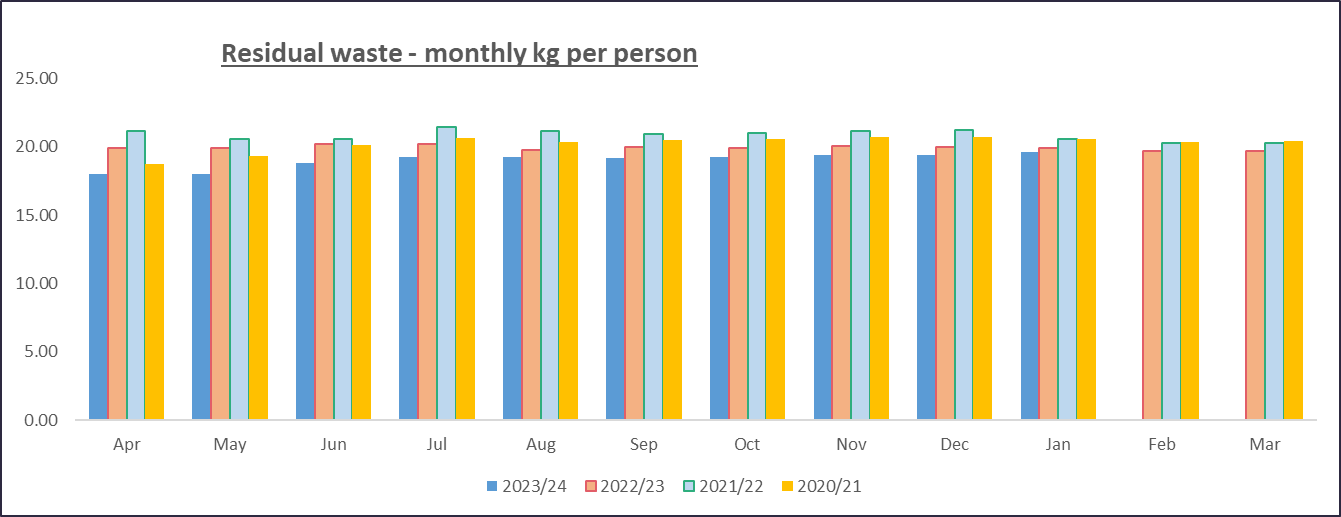 Residual waste - monthly kg per person
25.00
20.00
15.00
10.00
5.00
0.00
Apr May Jun Jul Aug Sep Oct Nov Dec Jan Feb Mar
2023/24 2022/23 2021/22 2020/21